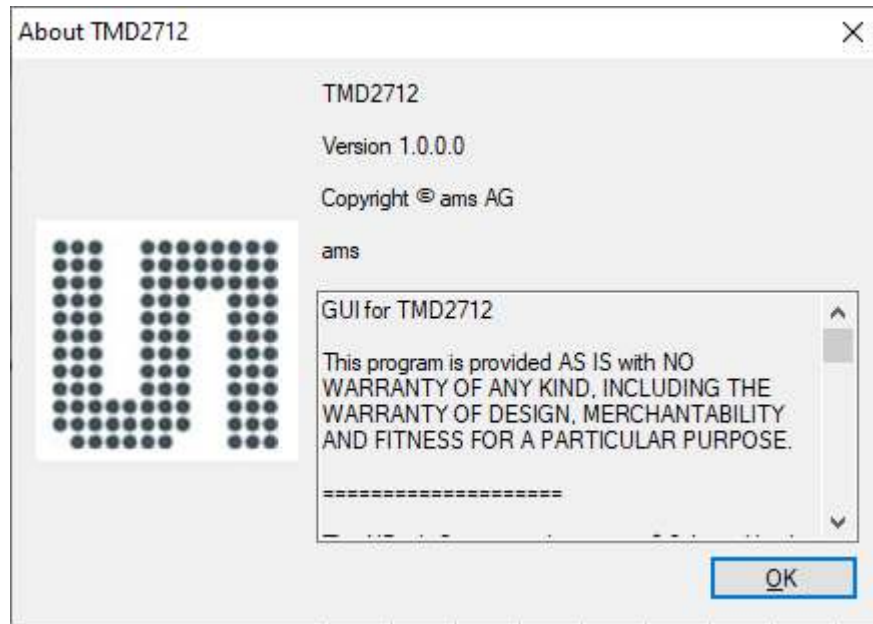 About TMD2712
TMD2712
Version 1.0.0.0
Copyright © ams AG
ams
GUI for TMD2712
This program is provided AS IS with NO
WARRANTY OF ANY KIND, INCLUDING THE
WARRANTY OF DESIGN, MERCHANTABILITY
AND FITNESS FOR A PARTICULAR PURPOSE.
====================
OK